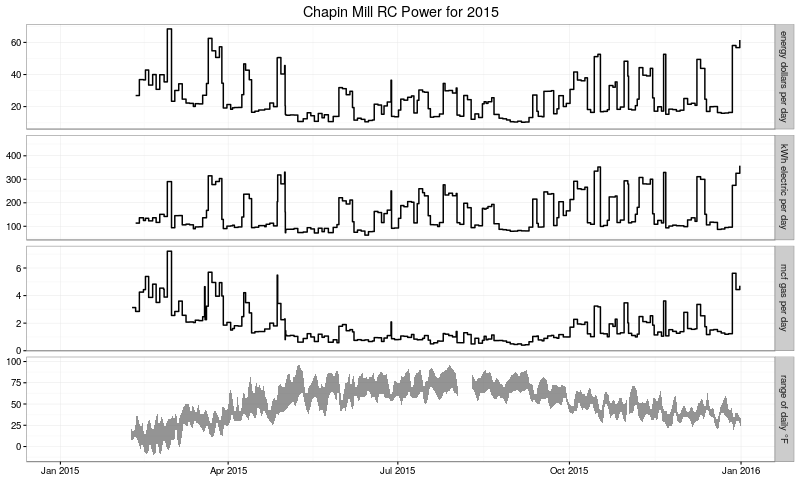 Chapin Mill RC Power for 2015
60
40
20
energy dollars per day
400
300
200
100
kWh electric per day
6
4
2
0
mcf gas per day
100
75
50
25
0
range of daily °F
Jan 2015
Apr 2015
Jul 2015
Oct 2015
Jan 2016